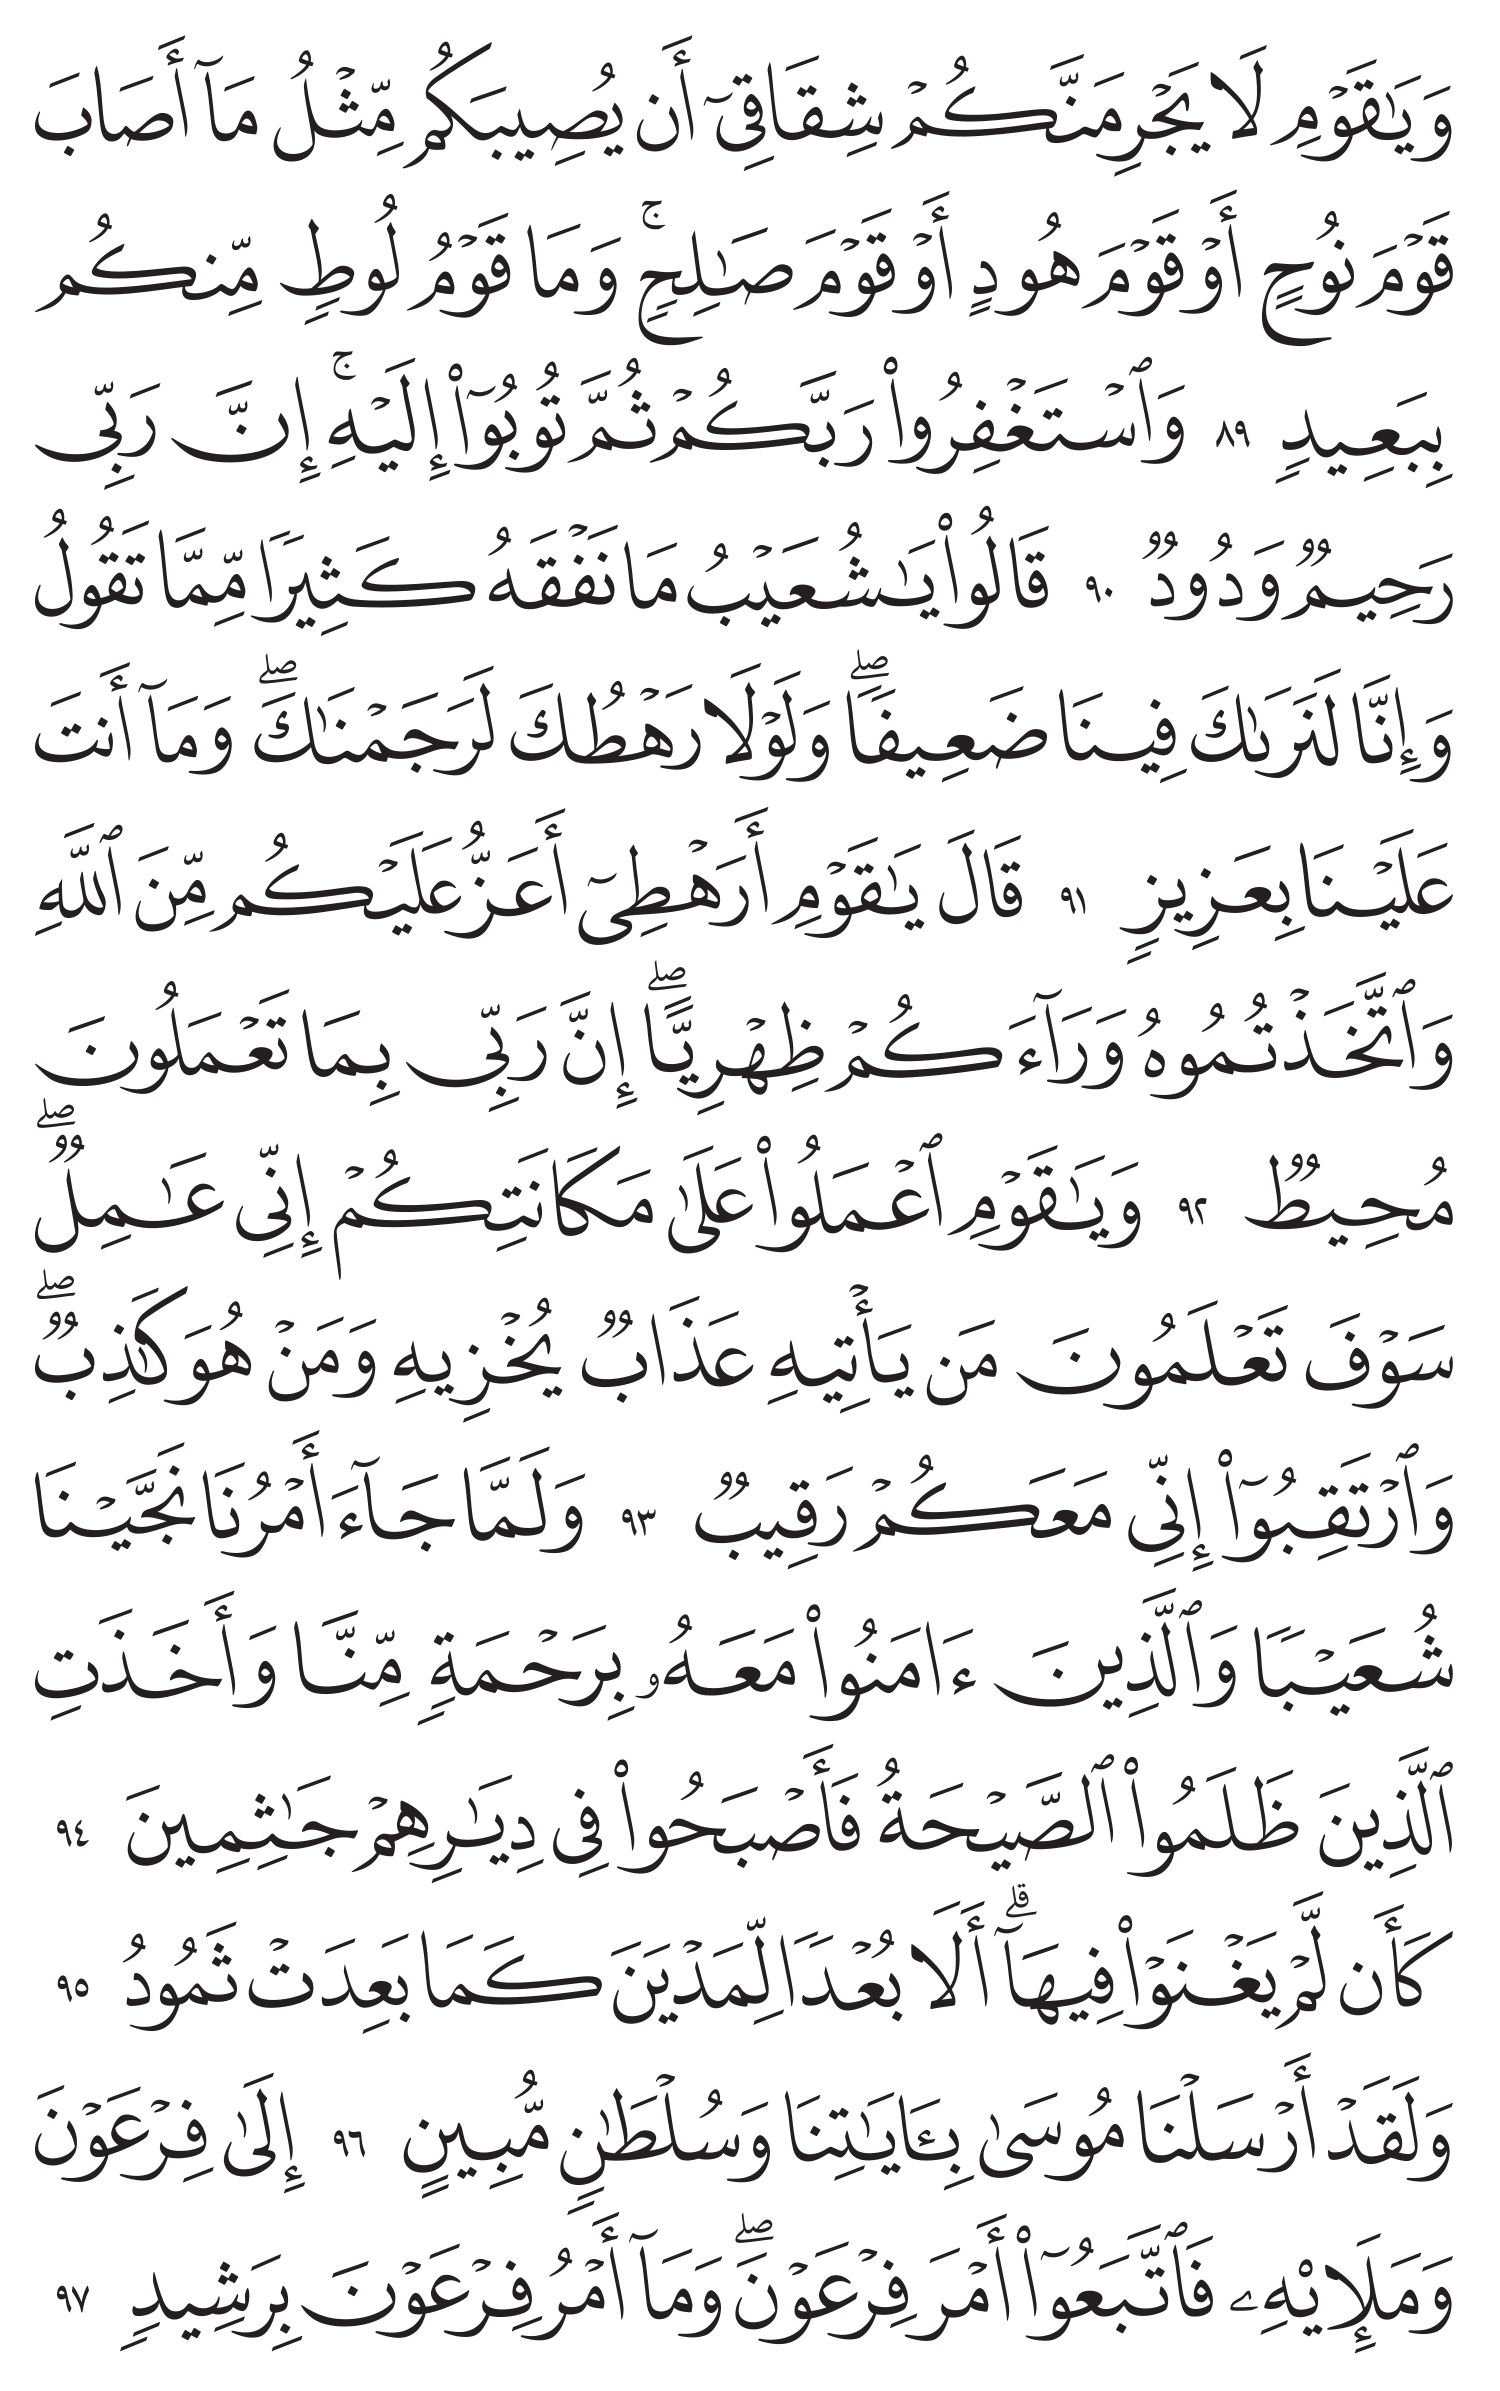 وَيَٰقَوْمِ لَا يَجْرِمَنَّكُمْ شِقَاقِىٓ أَن يُصِيبَكُم مِّثْلُ مَآ أَصَابَ
قَوْمَ نُوحٍ أَوْ قَوْمَ هُودٍ أَوْ قَوْمَ صَٰلِحٍۚ وَمَا قَوْمُ لُوطٍ مِّنكُم
بِبَعِيدٍ ٨٩ وَٱسْتَغْفِرُوا۟ رَبَّكُمْ ثُمَّ تُوبُوٓا۟ إِلَيْهِۚ إِنَّ رَبِّى
رَحِيمٌ وَدُودٌ ٩٠ قَالُوا۟ يَٰشُعَيْبُ مَا نَفْقَهُ كَثِيرًا مِّمَّا تَقُولُ
وَإِنَّا لَنَرَىٰكَ فِينَا ضَعِيفًاۖ وَلَوْلَا رَهْطُكَ لَرَجَمْنَٰكَۖ وَمَآ أَنتَ
عَلَيْنَا بِعَزِيزٍ ٩١ قَالَ يَٰقَوْمِ أَرَهْطِىٓ أَعَزُّ عَلَيْكُم مِّنَ ٱللَّهِ
وَٱتَّخَذْتُمُوهُ وَرَآءَكُمْ ظِهْرِيًّاۖ إِنَّ رَبِّى بِمَا تَعْمَلُونَ
مُحِيطٌ ٩٢ وَيَٰقَوْمِ ٱعْمَلُوا۟ عَلَىٰ مَكَانَتِكُمْ إِنِّى عَٰمِلٌۖ
سَوْفَ تَعْلَمُونَ مَن يَأْتِيهِ عَذَابٌ يُخْزِيهِ وَمَنْ هُوَ كَٰذِبٌۖ
وَٱرْتَقِبُوٓا۟ إِنِّى مَعَكُمْ رَقِيبٌ ٩٣ وَلَمَّا جَآءَ أَمْرُنَا نَجَّيْنَا
شُعَيْبًا وَٱلَّذِينَ ءَامَنُوا۟ مَعَهُۥ بِرَحْمَةٍ مِّنَّا وَأَخَذَتِ
ٱلَّذِينَ ظَلَمُوا۟ ٱلصَّيْحَةُ فَأَصْبَحُوا۟ فِى دِيَٰرِهِمْ جَٰثِمِينَ ٩٤
كَأَن لَّمْ يَغْنَوْا۟ فِيهَآۗ أَلَا بُعْدًا لِّمَدْيَنَ كَمَا بَعِدَتْ ثَمُودُ ٩٥
وَلَقَدْ أَرْسَلْنَا مُوسَىٰ بِـَٔايَٰتِنَا وَسُلْطَٰنٍ مُّبِينٍ ٩٦ إِلَىٰ فِرْعَوْنَ
وَمَلَإِي۟هِۦ فَٱتَّبَعُوٓا۟ أَمْرَ فِرْعَوْنَۖ وَمَآ أَمْرُ فِرْعَوْنَ بِرَشِيدٍ ٩٧